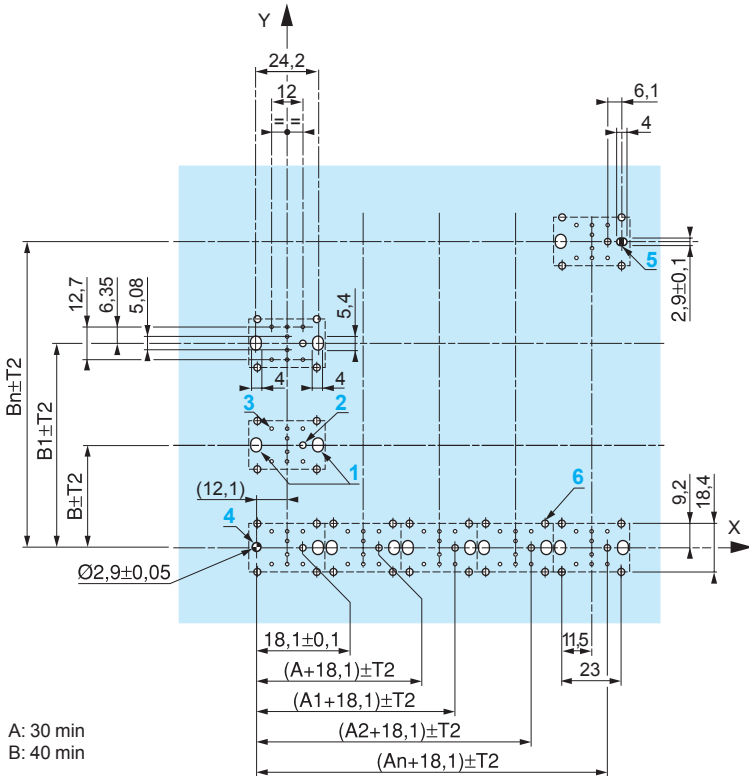 Y
24,2
12
= =
6,1
4
5
2,9±0,1
12,7
6,35
5,08
5,4
4
4
3
2
1
Bn±T2
B1±T2
B±T2
(12,1)
4
6
9,2
18,4
X
Ø2,9±0,05
18,1±0,1
11,5
(A+18,1)±T2
23
(A1+18,1)±T2
(A2+18,1)±T2
(An+18,1)±T2
A: 30 min
B: 40 min